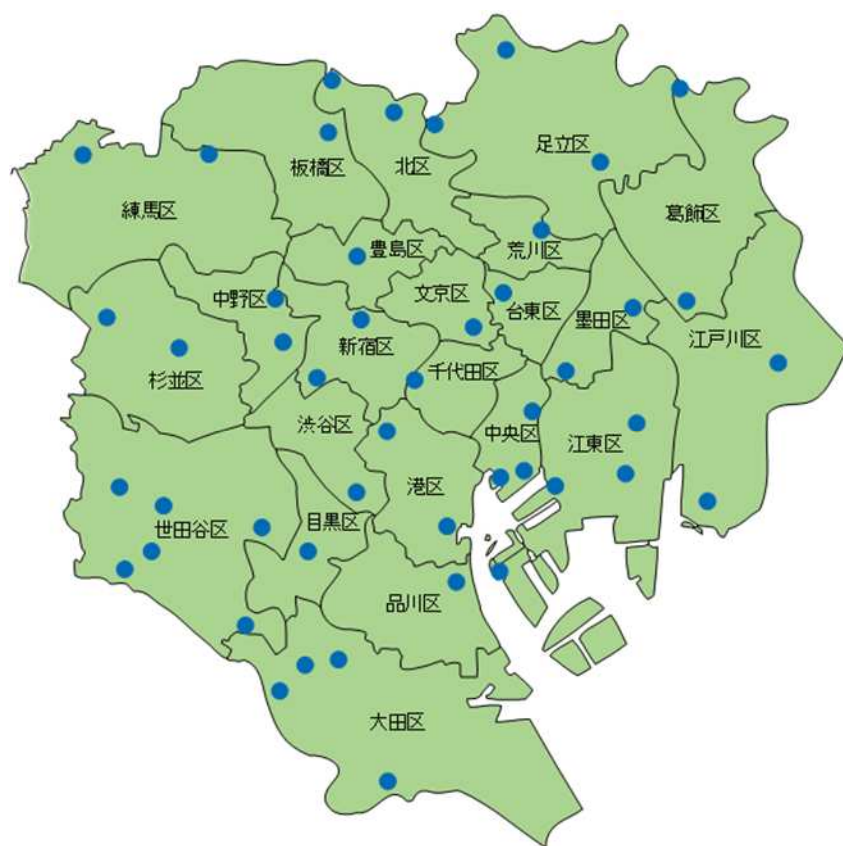 足立区
板橋区
北区
練馬区
葛飾区
豊島区
荒川区
中野区
文京区
台東区
墨田区
新宿区
江戸川区
千代田区
杉並区
渋谷区
中央区
江東区
港区
世田谷区
目黒区
品川区
大田区